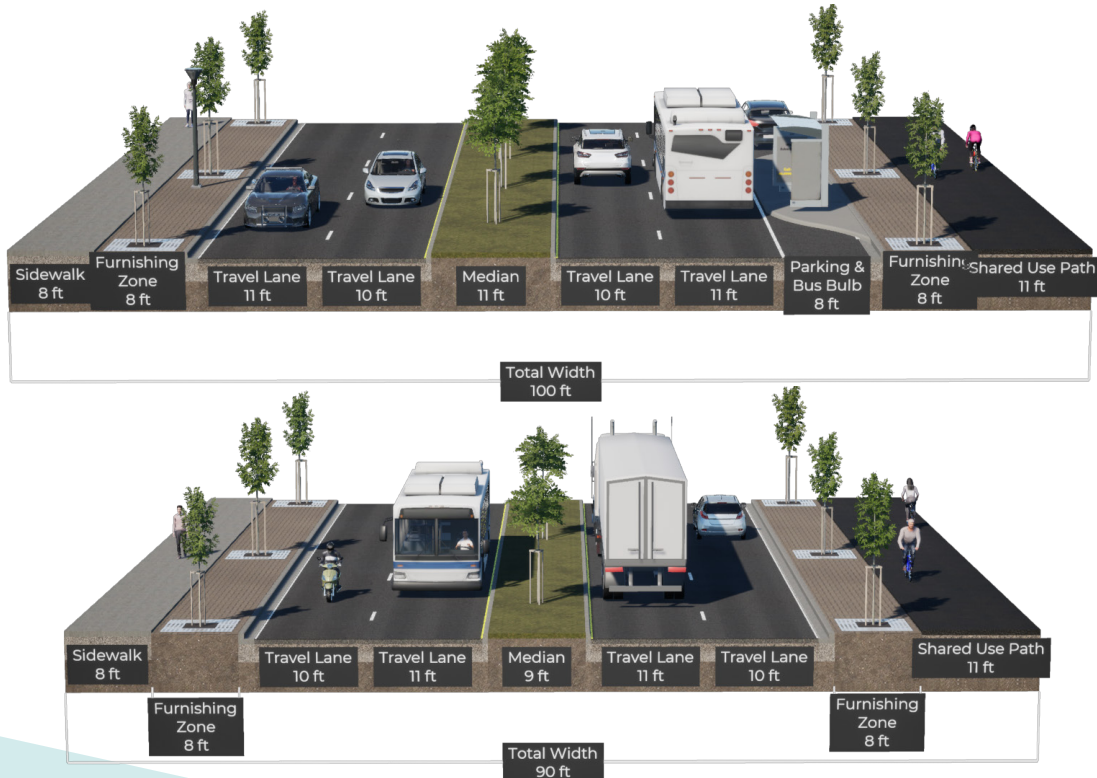 Sidewalk
8 ft
Furnishing
Zone
8 ft
Travel Lane
11 ft
Travel Lane
10 ft
Median
11 ft
Travel Lane
10 ft
Travel Lane
11 ft
Parking &
Bus Bulb
8 ft
Furnishing
Zone
8 ft
Shared Use Path
11 ft
Total Width
100 ft
Sidewalk
8 ft
Furnishing
Zone
8 ft
Travel Lane
10 ft
Travel Lane
11 ft
Median
9 ft
Travel Lane
11 ft
Travel Lane
10 ft
Furnishing
Zone
8 ft
Shared Use Path
11 ft
Total Width
90 ft